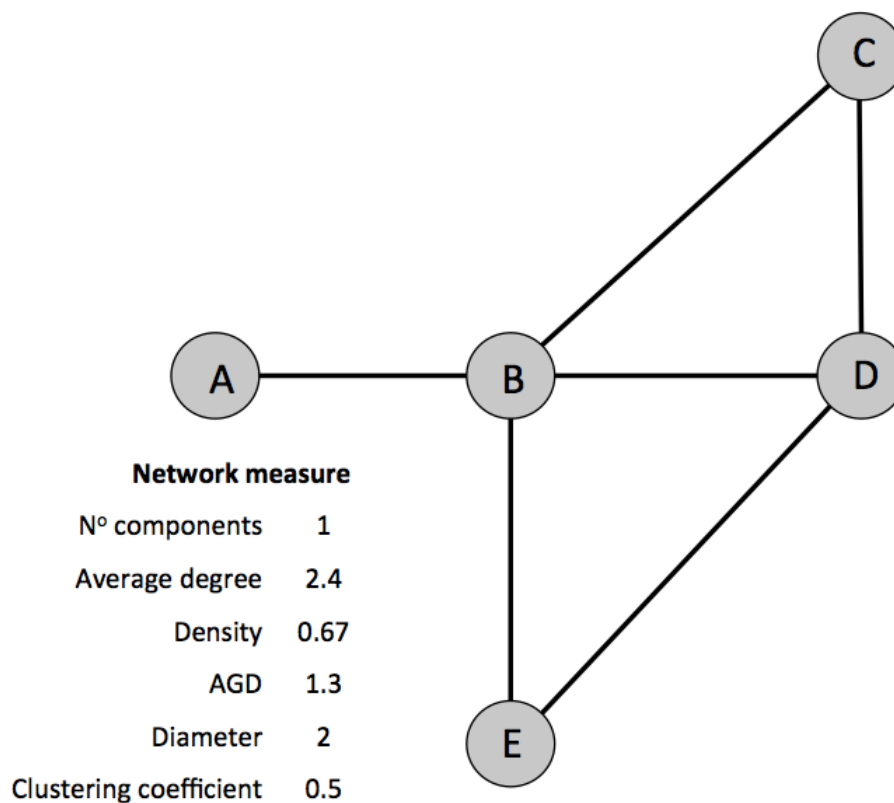 C
A
B
D
Network measure
Nº components 1
Average degree 2.4
Density 0.67
AGD 1.3
Diameter 2
E
Clustering coefficient 0.5